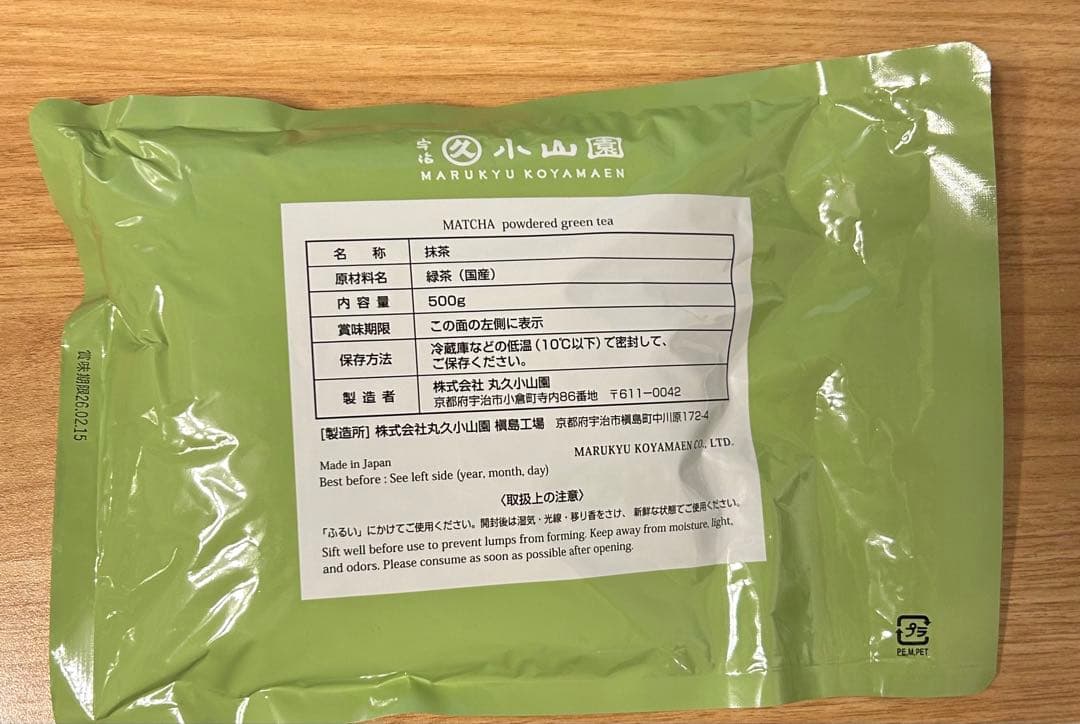 宇治 久 小山園
MARUKYU KOYAMAEN
MATCHA powdered green tea
名 称 抹茶
原材料名 緑茶(国産)
内容量 500g
賞味期限 この面の左側に表示
保存方法 冷蔵庫などの低温(10℃以下)で密封して、
ご保存ください。
製造者 株式会社 丸久小山園
京都府宇治市小倉町寺内86番地 〒611-0042
[製造所] 株式会社丸久小山園 槇島工場 京都府宇治市槇島町中川原172-4
MARUKYU KOYAMAEN CO., LTD.
Made in Japan
Best before : See left side (year, month, day)
〈取扱上の注意〉
「ふるい」にかけてご使用ください。開封後は湿気・光線・移り香をさけ、新鮮な状態でご使用ください。
Sift well before use to prevent lumps from forming. Keep away from moisture, light,
and odors. Please consume as soon as possible after opening.
賞味期限26.02.15
プラ
PE,M,PET